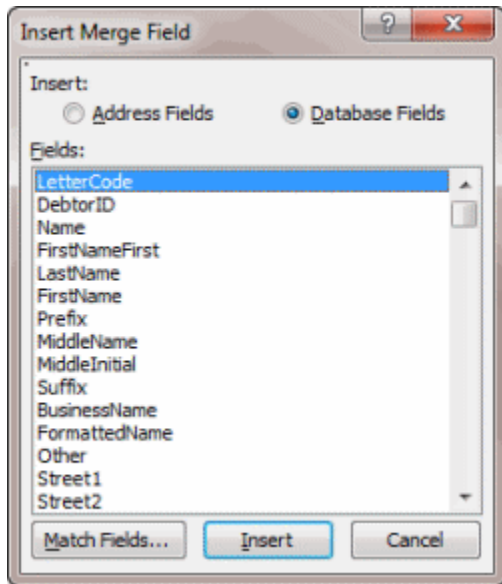 Insert Merge Field
Insert:
Address Fields Database Fields
Fields:
LetterCode
DebtorID
Name
FirstNameFirst
LastName
FirstName
Prefix
MiddleName
MiddleInitial
Suffix
BusinessName
FormattedName
Other
Street1
Street2
Match Fields... Insert Cancel